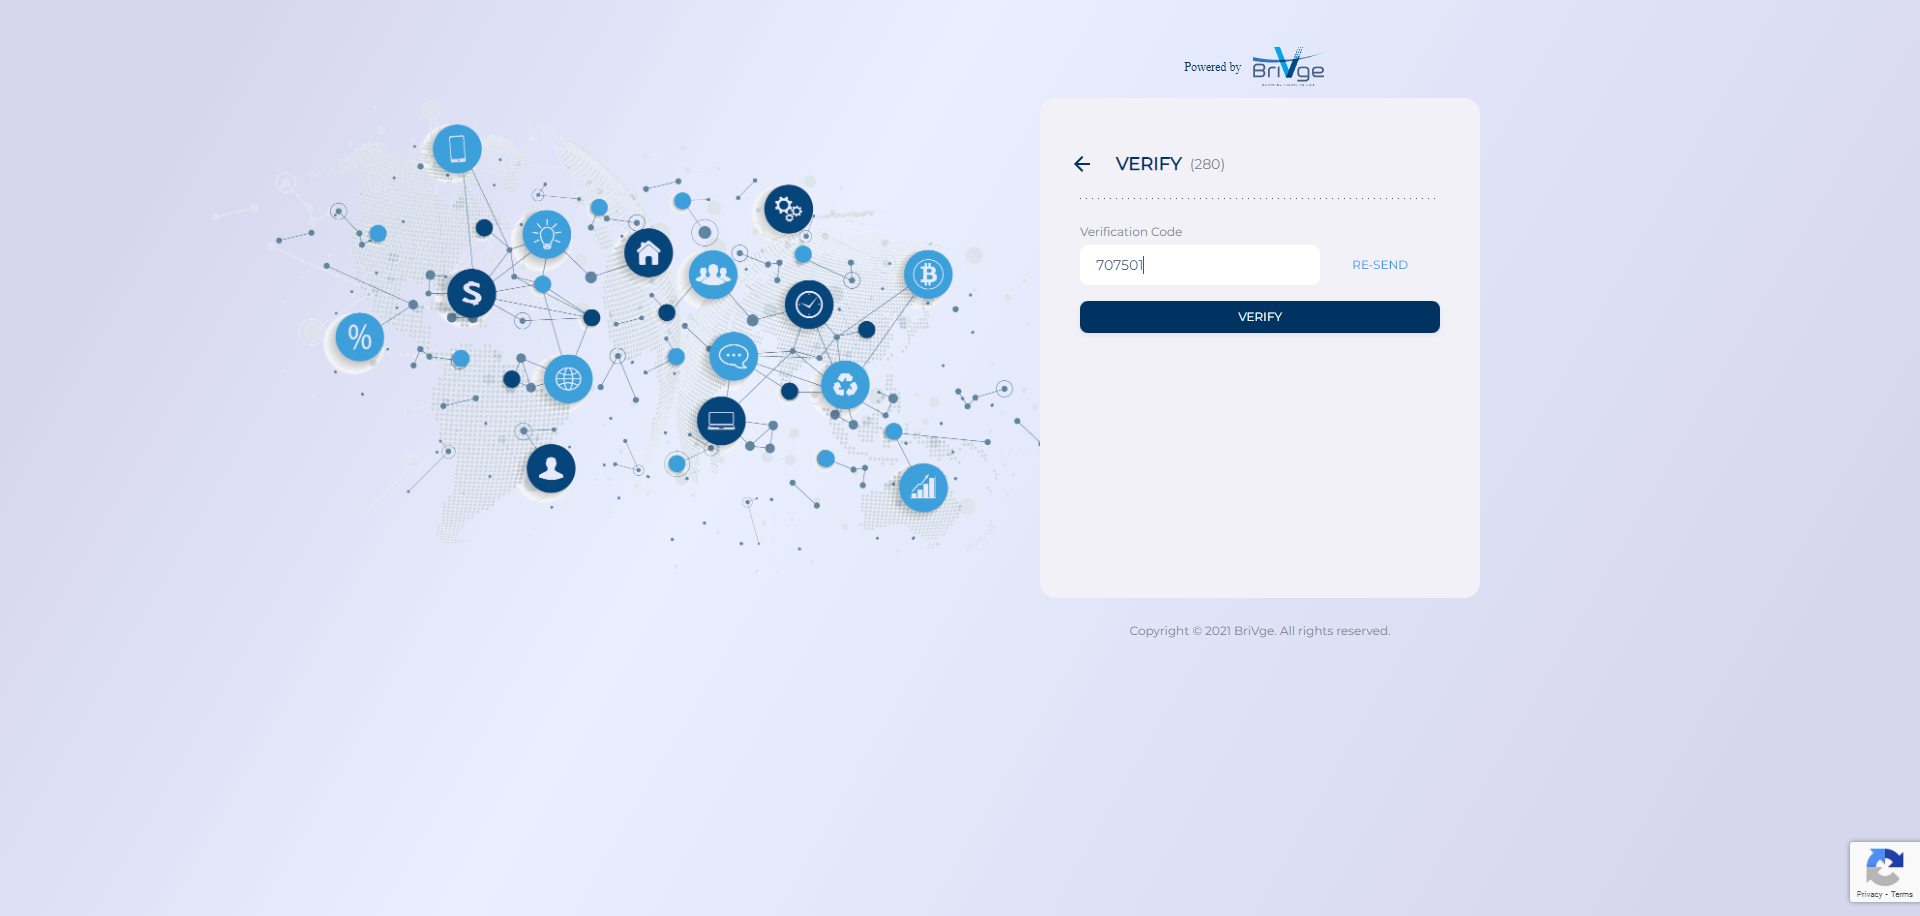 Powered by BriVge
VERIFY (280)
Verification Code
707501
RE-SEND
VERIFY
Copyright © 2021 BriVge. All rights reserved.
Privacy - Terms